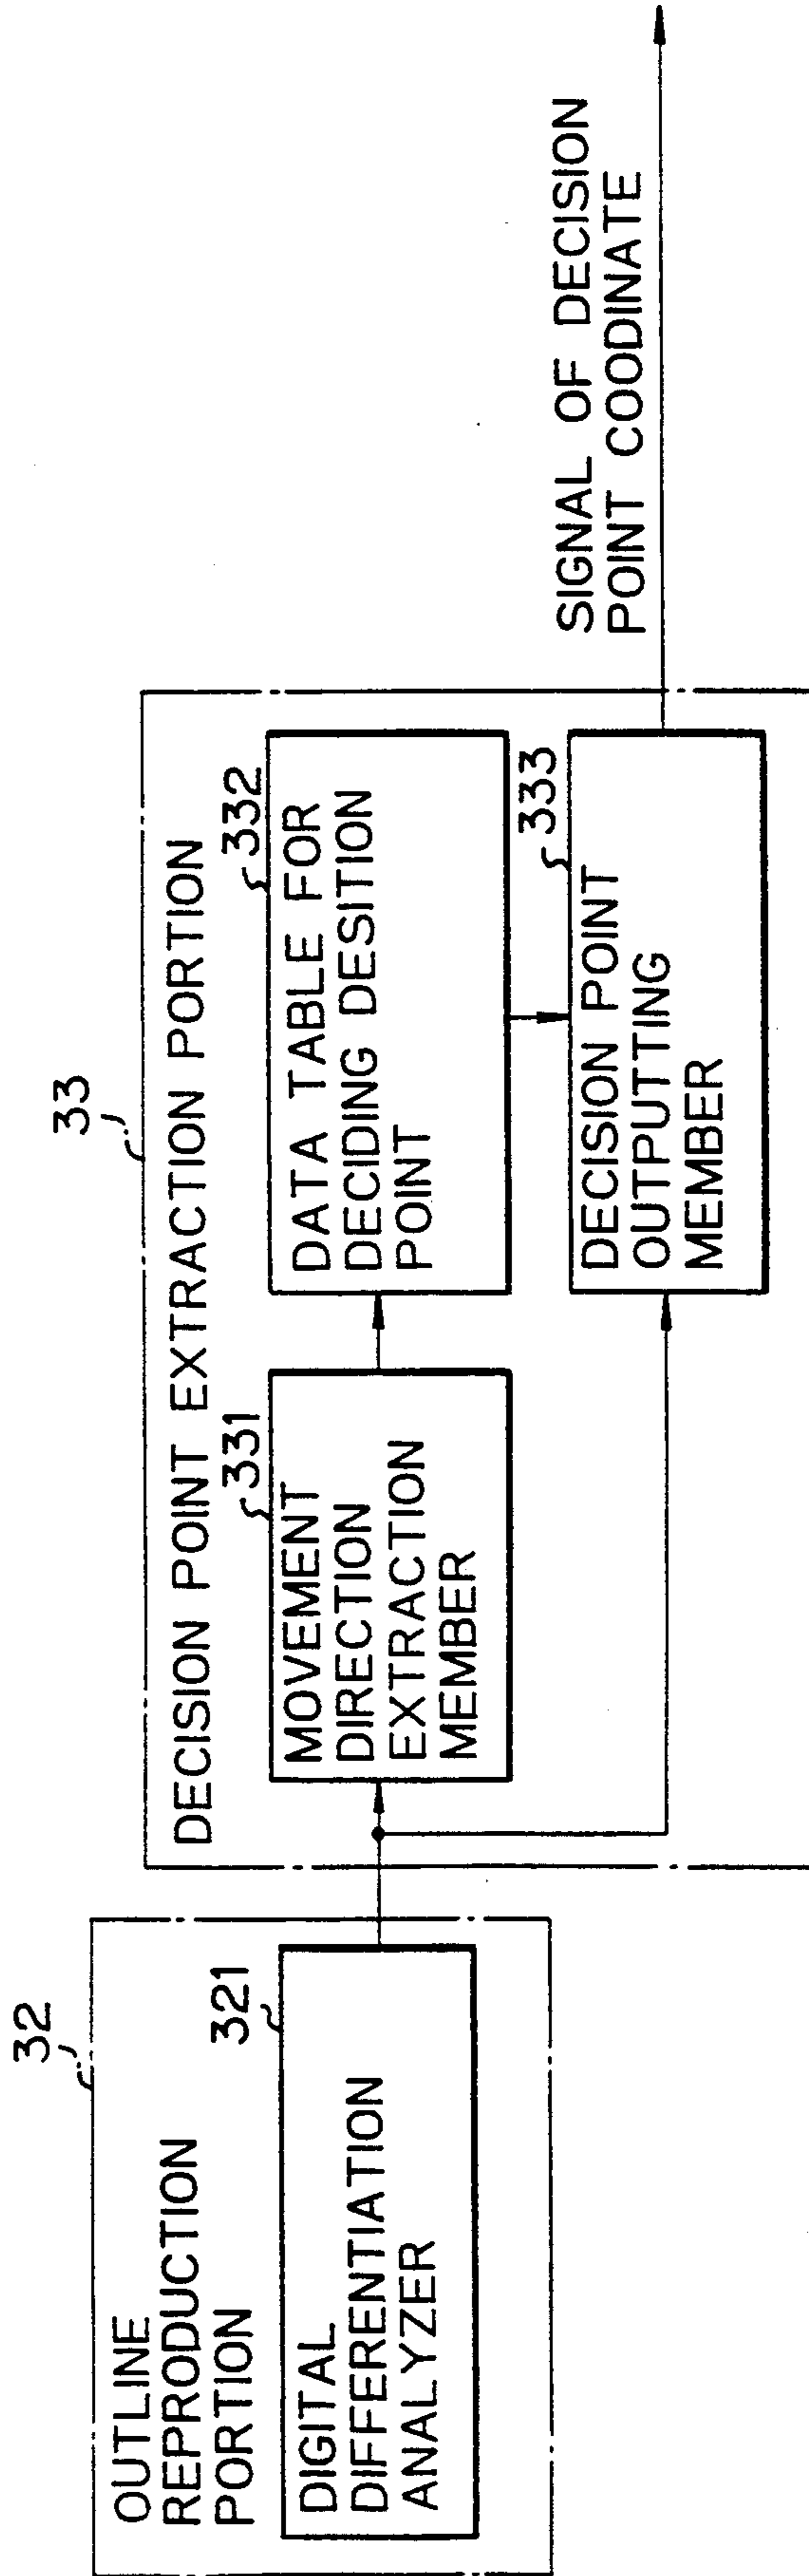 32
OUTLINE
REPRODUCTION
PORTION
321
DIGITAL
DIFFERENTIATION
ANALYZER
33
DECISION POINT EXTRACTION PORTION
331
MOVEMENT
DIRECTION
EXTRACTION
MEMBER
332
DATA TABLE FOR
DECIDING DESITION
POINT
333
DECISION POINT
OUTPUTTING
MEMBER
SIGNAL OF DECISION
POINT COODINATE